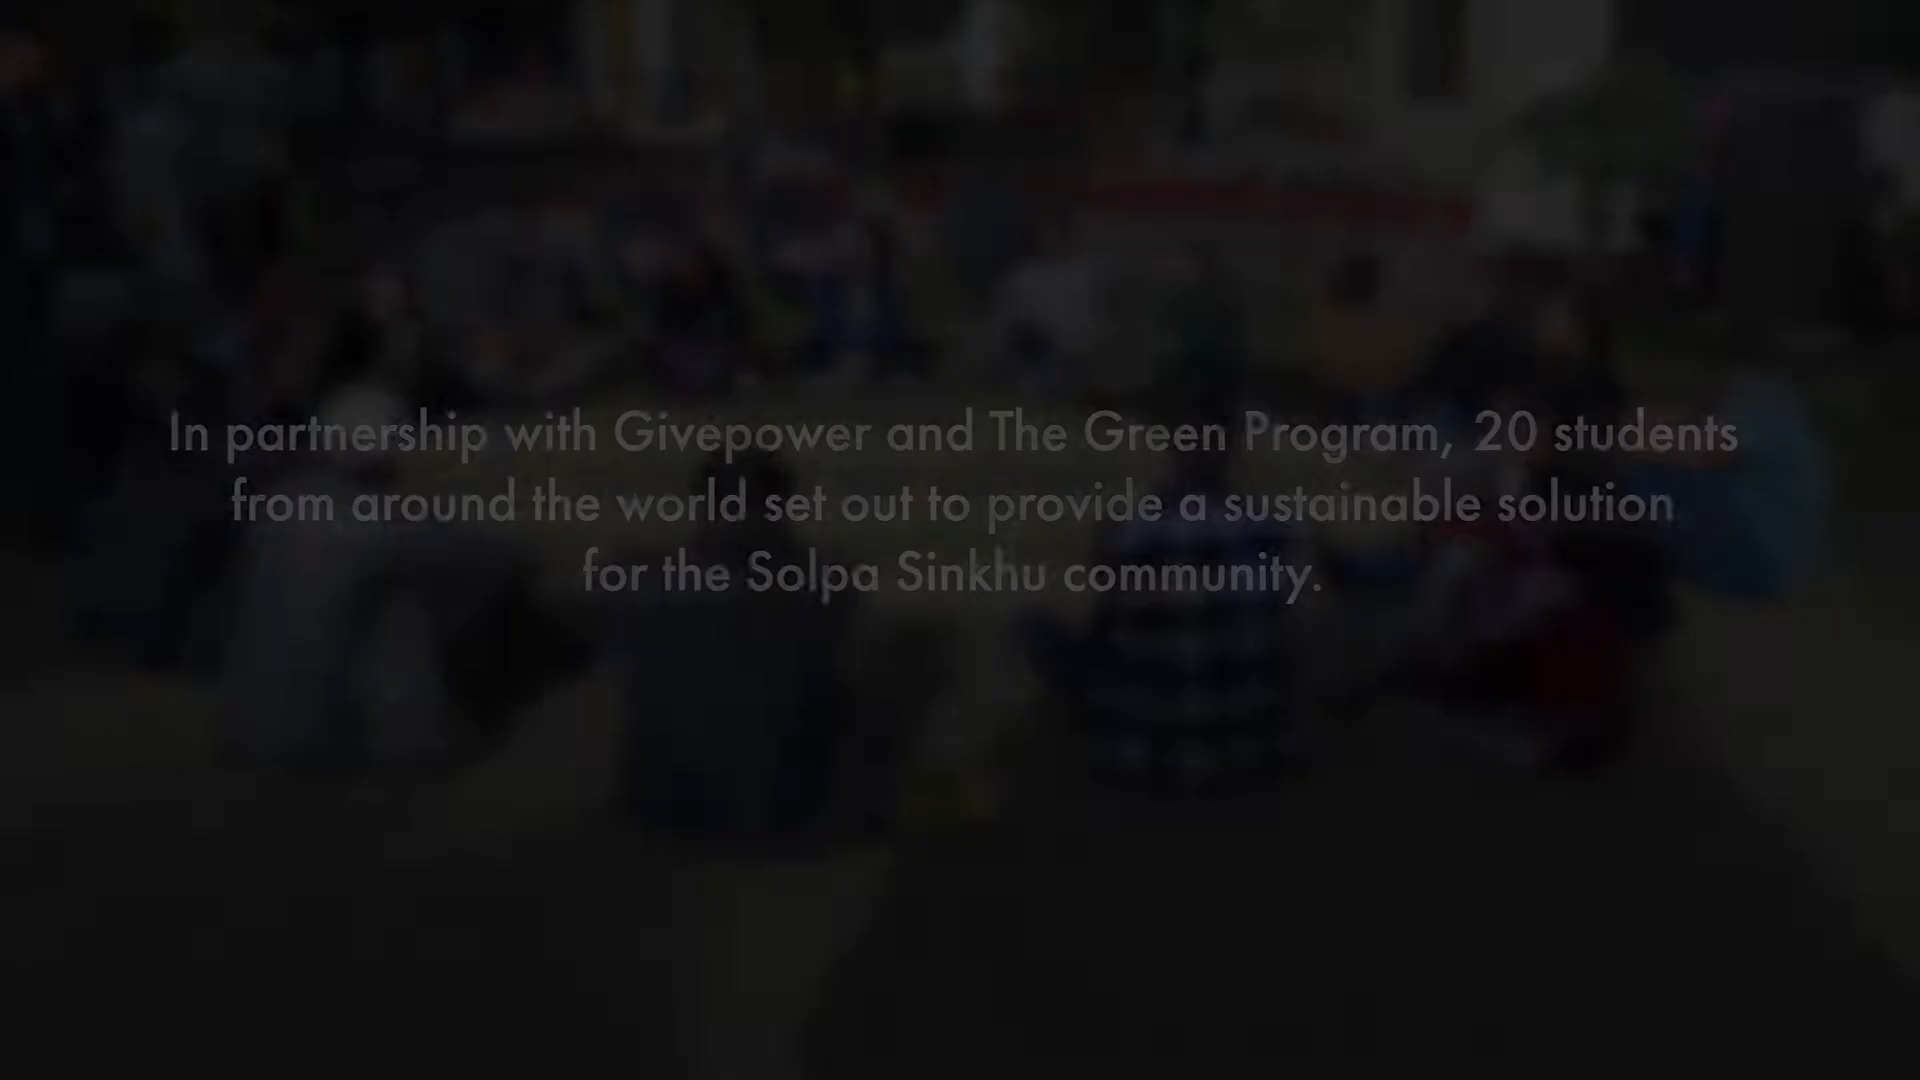 In partnership with Givepower and The Green Program, 20 students
from around the world set out to provide a sustainable solution
for the Solpa Sinkhu community.